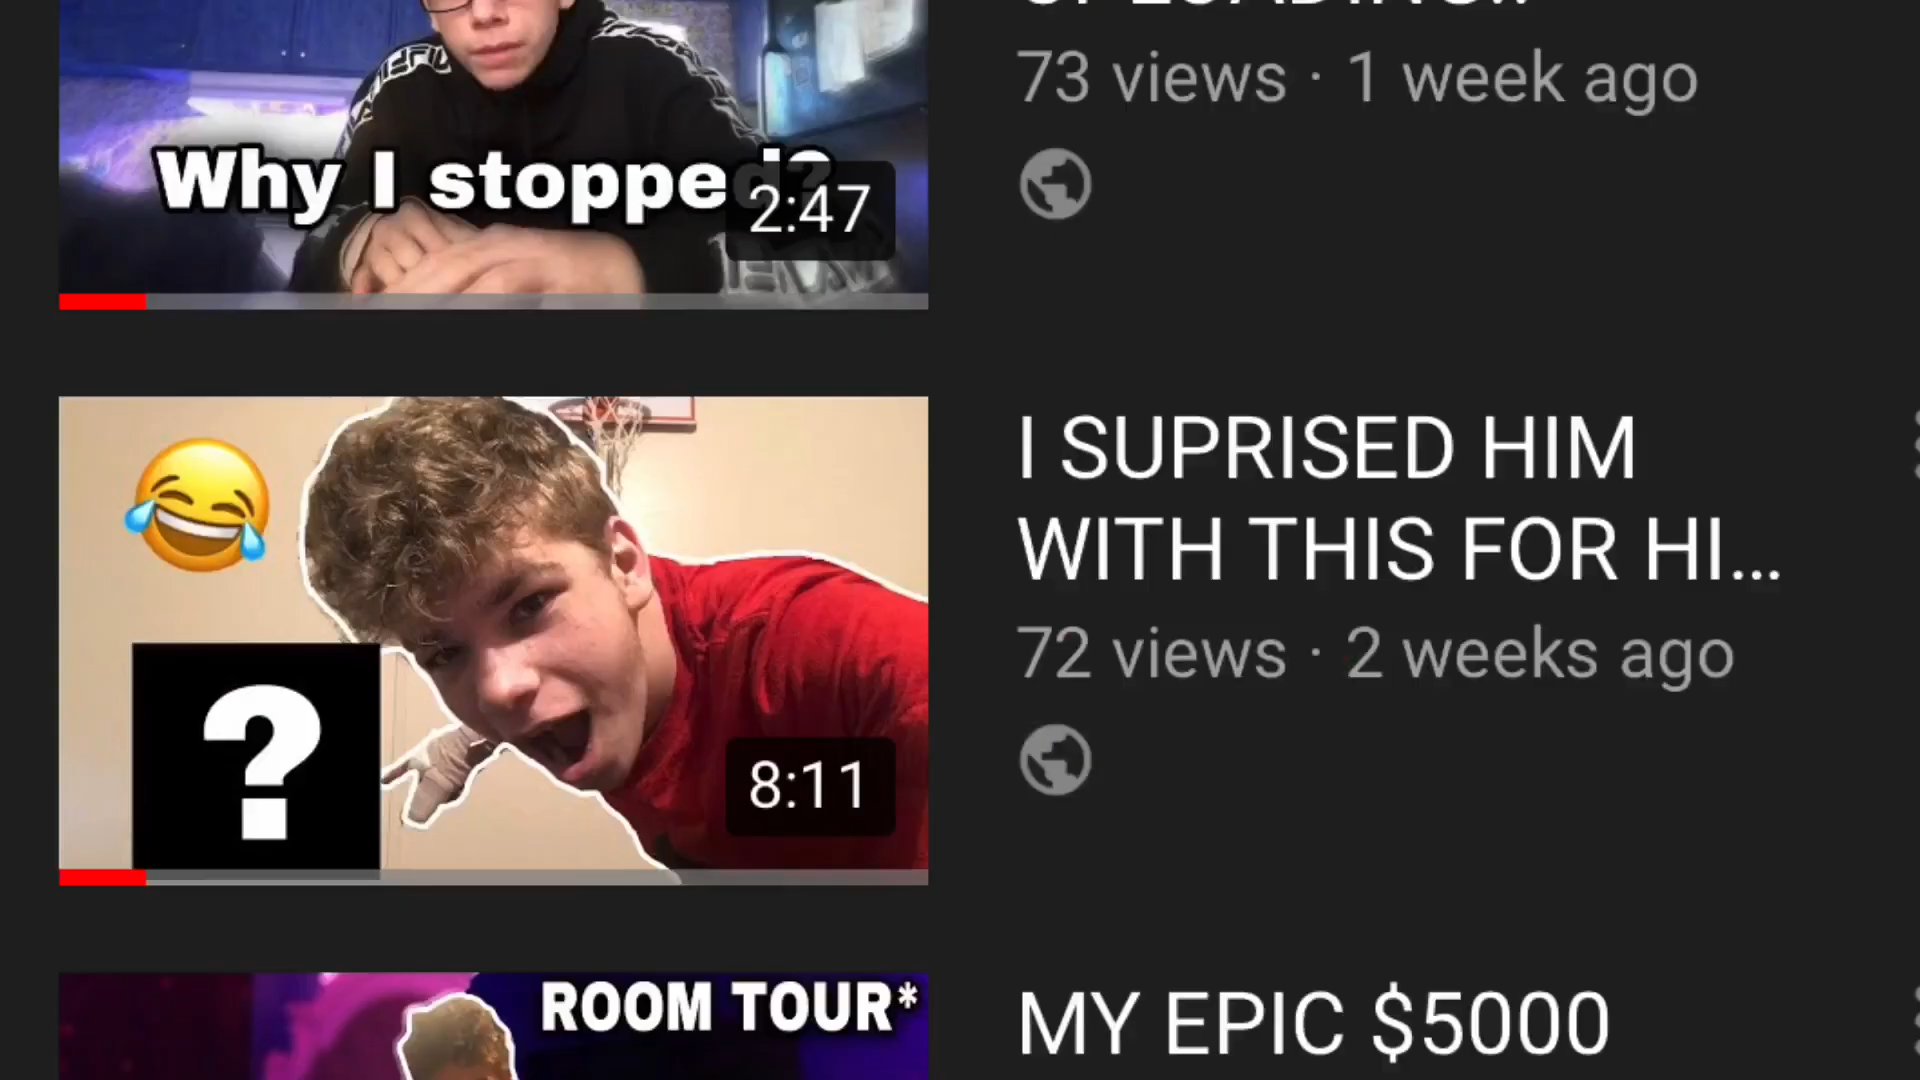 73 views · 1 week ago
Why I stopped?
2:47
I SUPRISED HIM
WITH THIS FOR HI...
72 views · 2 weeks ago
?
8:11
ROOM TOUR*
MY EPIC $5000